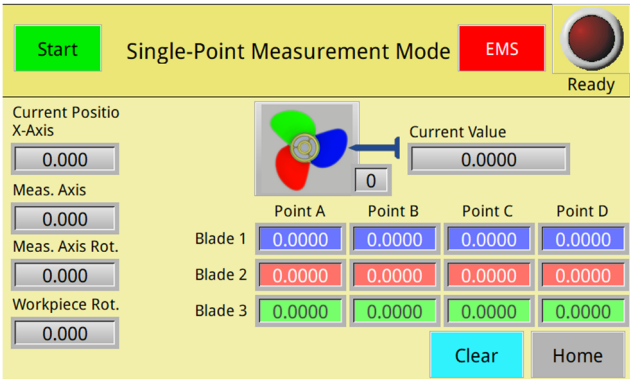 Start
Single-Point Measurement Mode
EMS
Ready
Current Positio
X-Axis
0.000
Meas. Axis
0.000
Meas. Axis Rot.
0.000
Workpiece Rot.
0.000
0
Current Value
0.0000
Point A Point B Point C Point D
Blade 1 0.0000 0.0000 0.0000 0.0000
Blade 2 0.0000 0.0000 0.0000 0.0000
Blade 3 0.0000 0.0000 0.0000 0.0000
Clear
Home